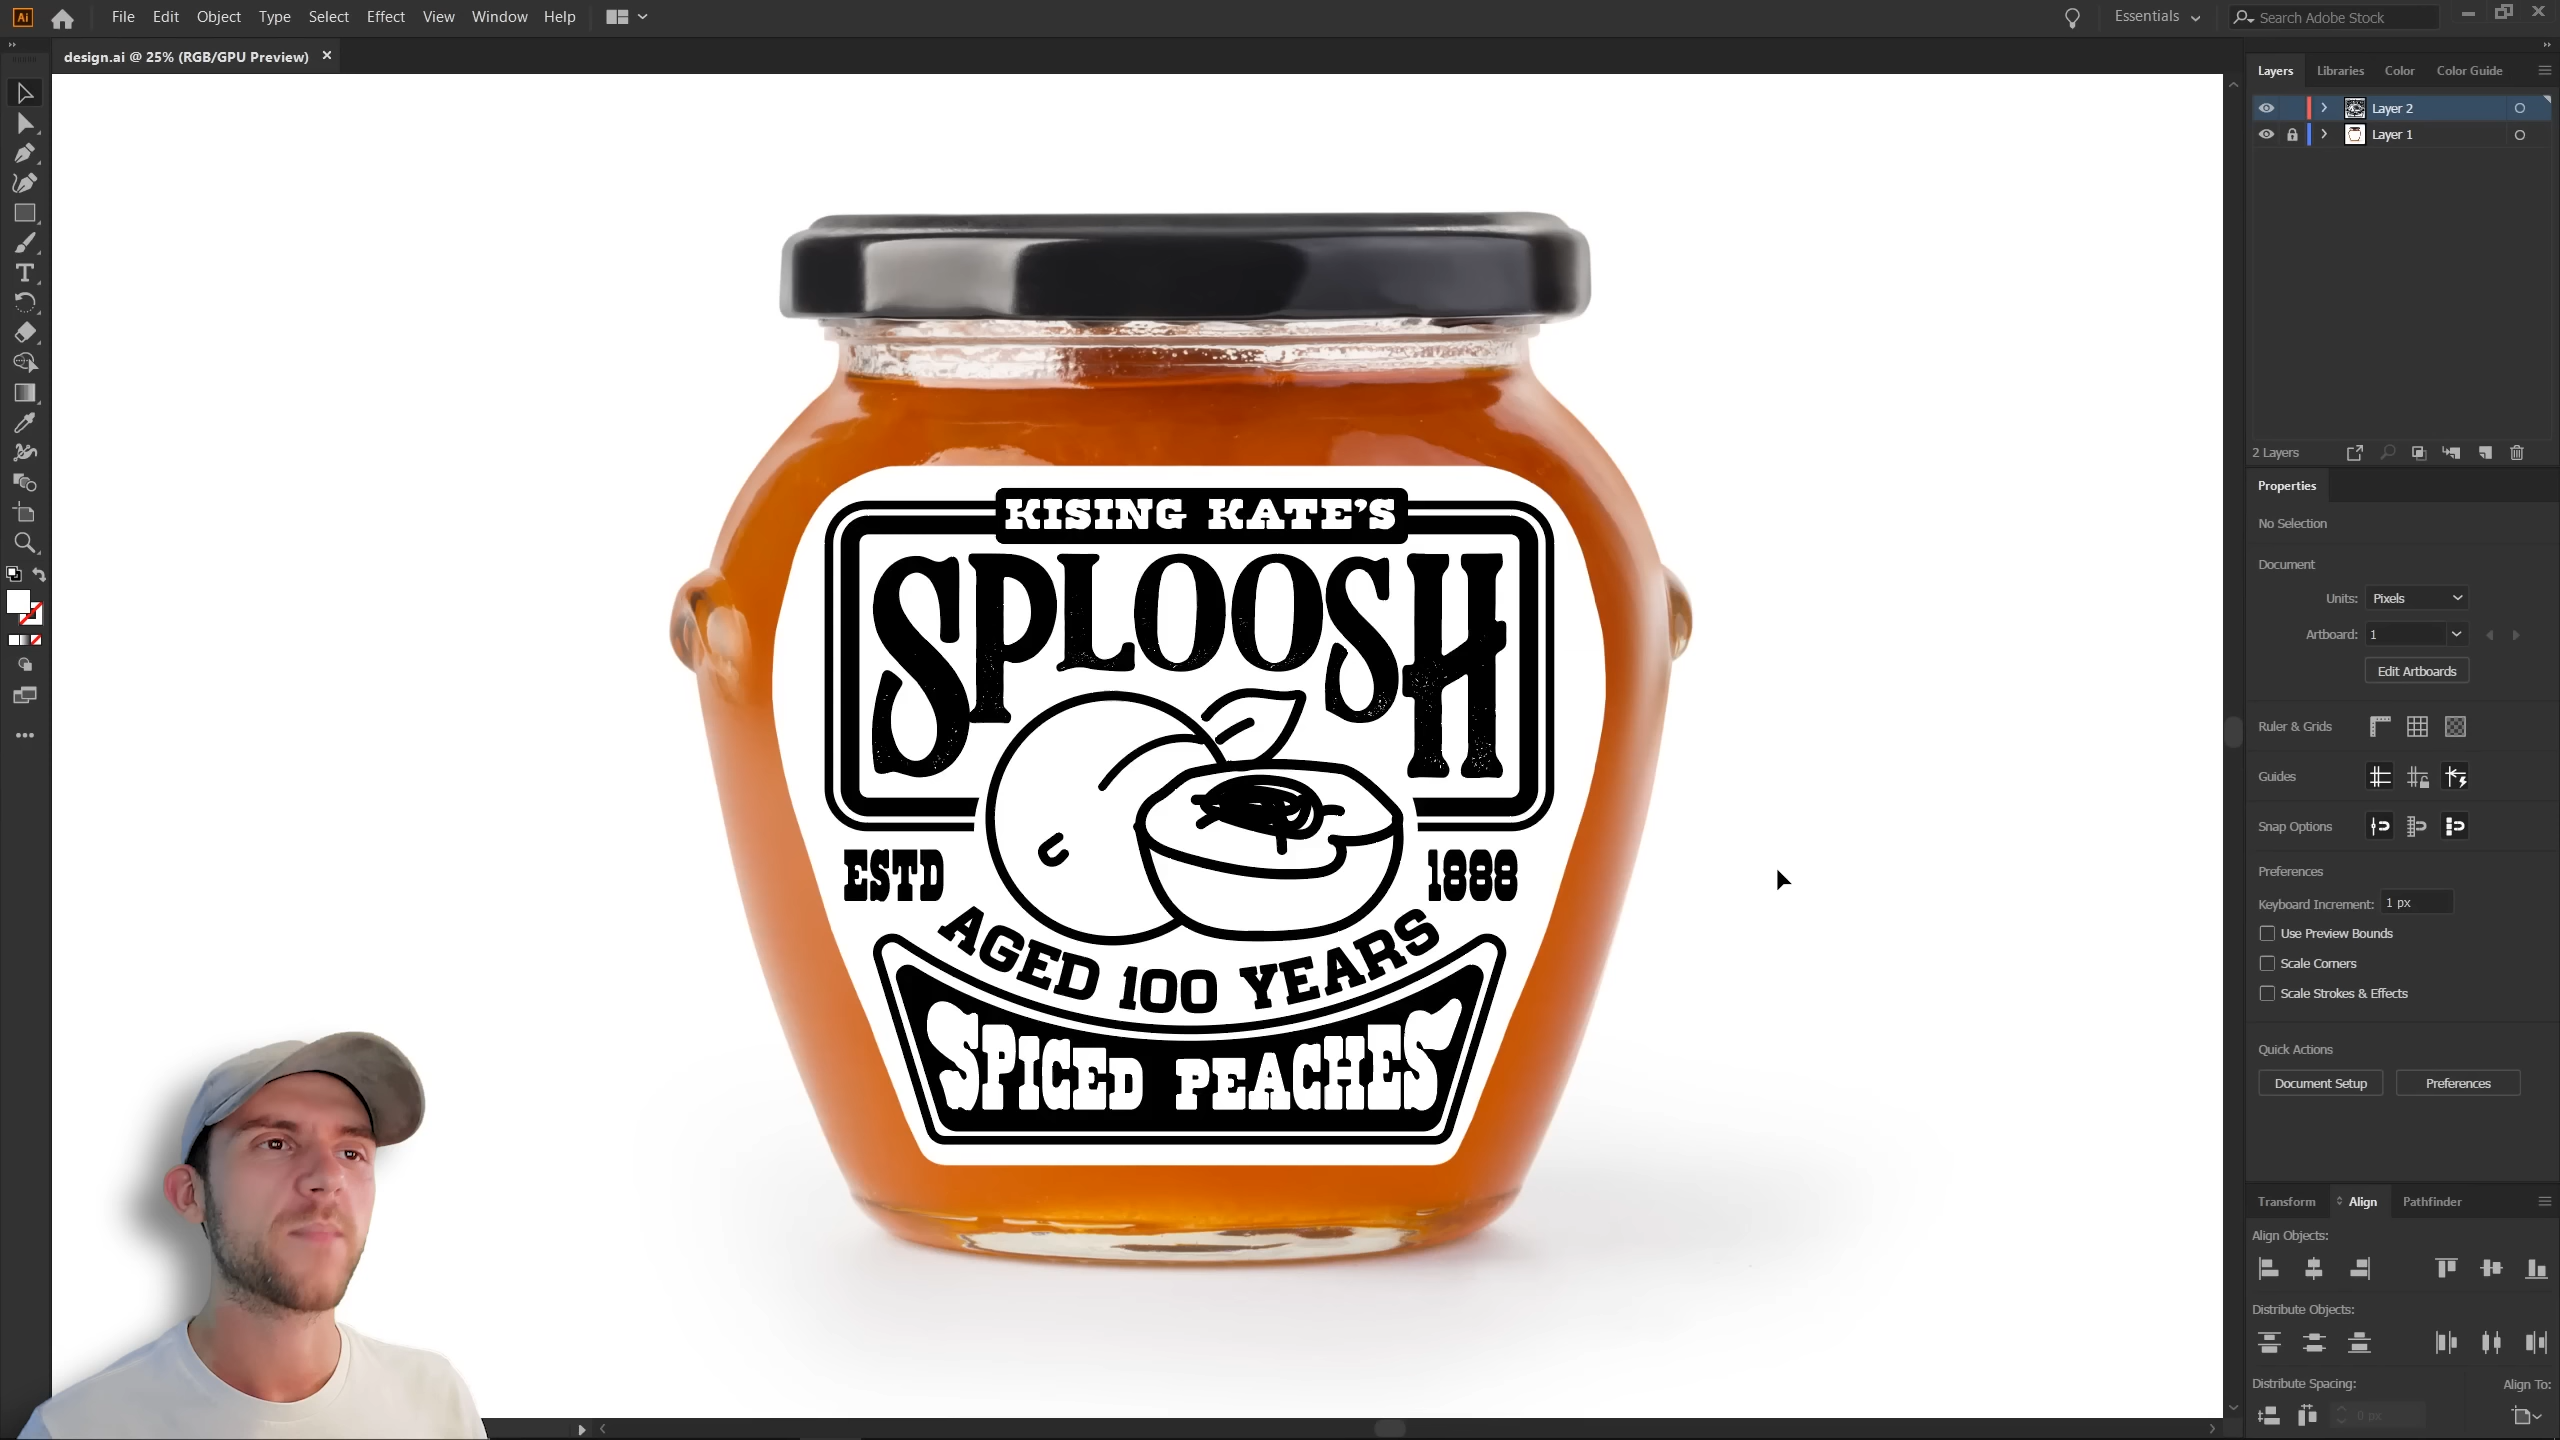 Ai File Edit Object Type Select Effect View Window Help Essentials Search Adobe Stock
design.ai @ 25% (RGB/GPU Preview) ×
Layers Libraries Color Color Guide
Layer 2
Layer 1
2 Layers
Properties
No Selection
Document
Units: Pixels
Artboard: 1
Edit Artboards
Ruler & Grids
Guides
Snap Options
Preferences
Keyboard Increment: 1 px
Use Preview Bounds
Scale Corners
Scale Strokes & Effects
Quick Actions
Document Setup Preferences
Transform Align Pathfinder
Align Objects:
Distribute Objects:
Distribute Spacing: Align To:
0 px
KISING KATE'S
SPLOOSH
ESTD 1888
AGED 100 YEARS
SPICED PEACHES